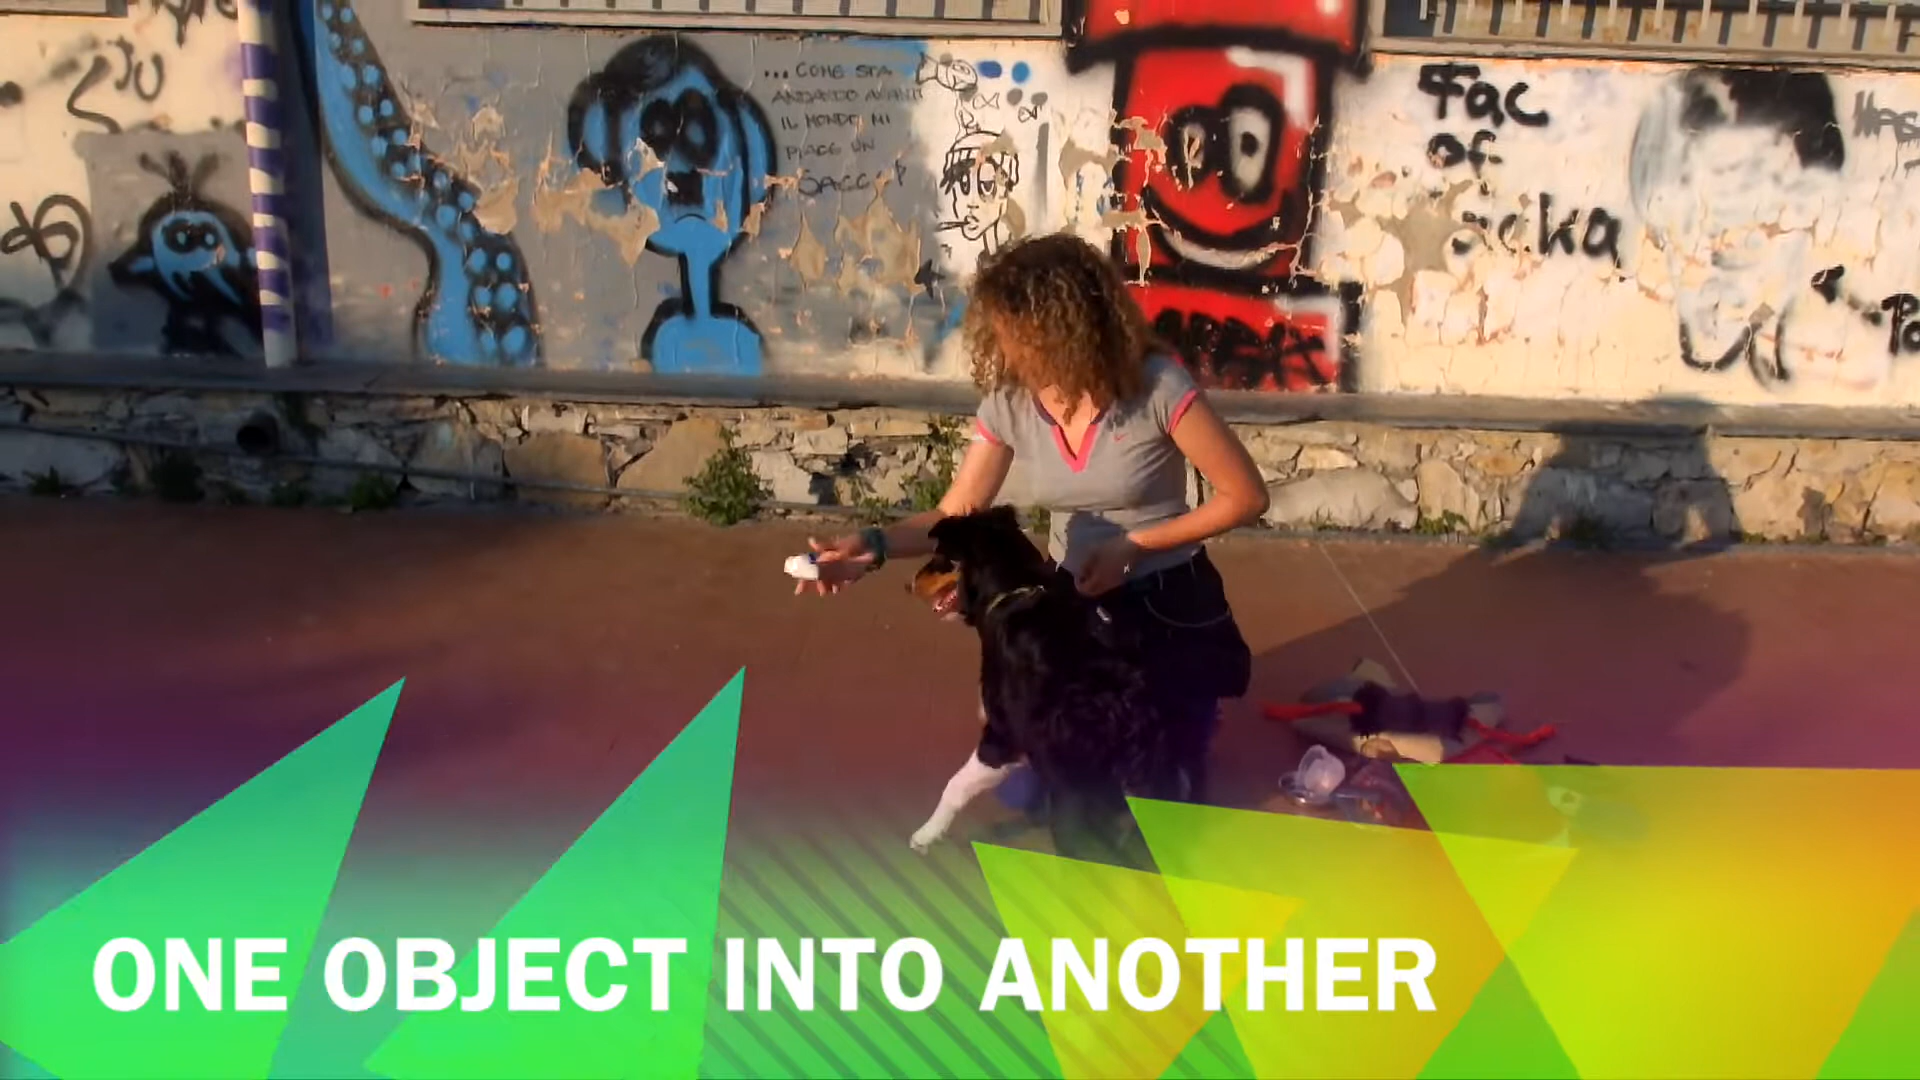 ... COME STA
ANDANDO AVANTI
IL MONDO MI
PIACE UN
SACCO!
Fac
of
ONE OBJECT INTO ANOTHER